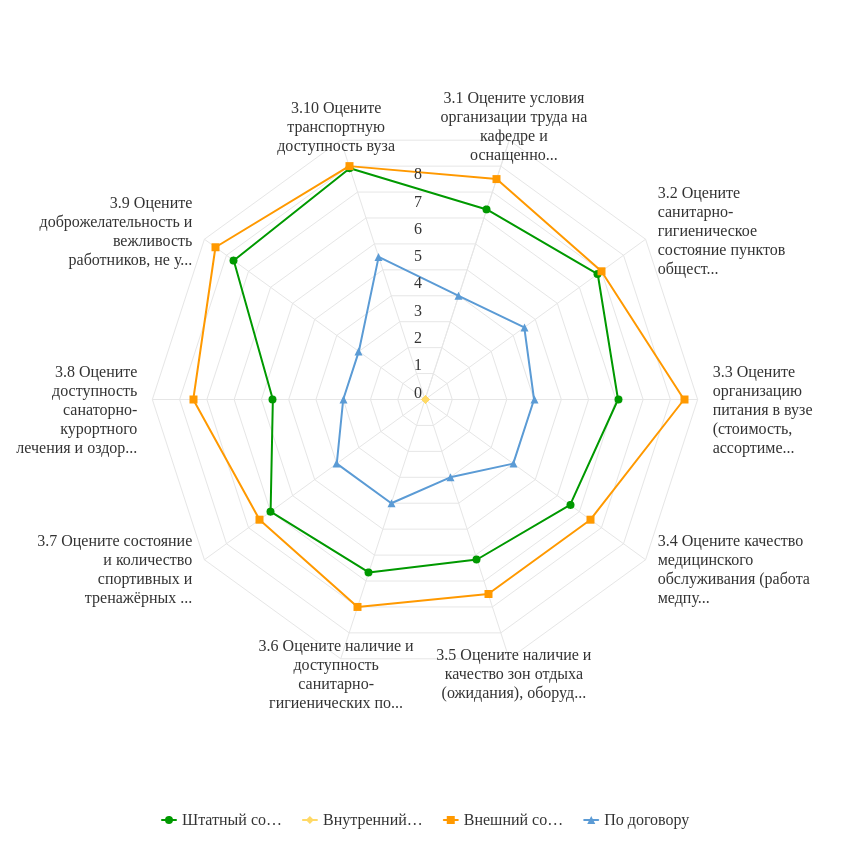 3.1 Оцените условия
организации труда на
кафедре и
оснащенно...
3.2 Оцените
санитарно-
гигиеническое
состояние пунктов
общест...
3.3 Оцените
организацию
питания в вузе
(стоимость,
ассортиме...
3.4 Оцените качество
медицинского
обслуживания (работа
медпу...
3.5 Оцените наличие и
качество зон отдыха
(ожидания), оборуд...
3.6 Оцените наличие и
доступность
санитарно-
гигиенических по...
3.7 Оцените состояние
и количество
спортивных и
тренажёрных ...
3.8 Оцените
доступность
санаторно-
курортного
лечения и оздор...
3.9 Оцените
доброжелательность и
вежливость
работников, не у...
3.10 Оцените
транспортную
доступность вуза
8
7
6
5
4
3
2
1
0
Штатный со…
Внутренний…
Внешний со…
По договору